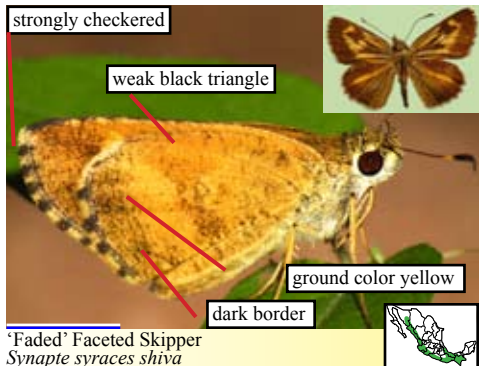 strongly checkered
weak black triangle
ground color yellow
dark border
‘Faded’ Faceted Skipper
Synapte syraces shiva